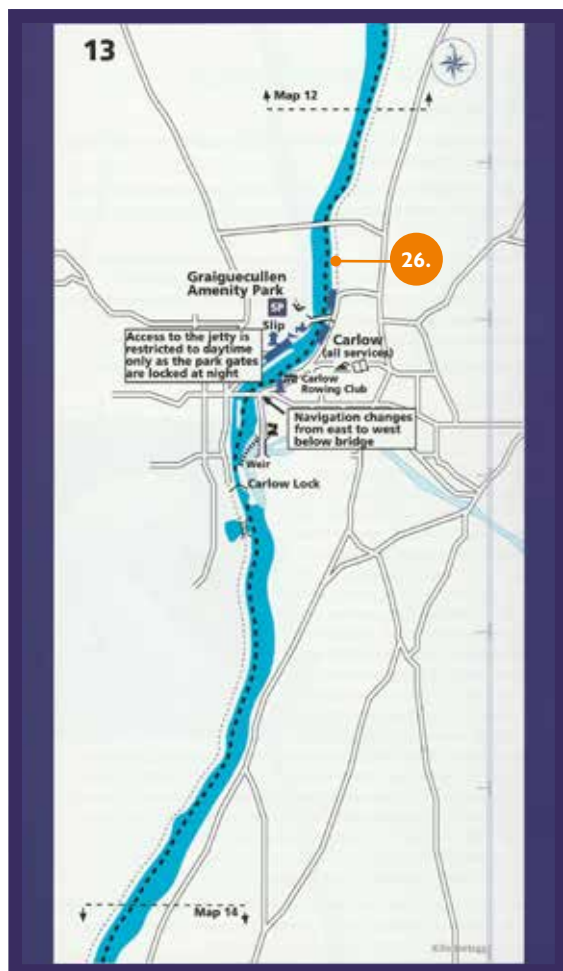 13
Map 12
26.
Graiguecullen
Amenity Park
SP
Slip
Access to the jetty is
restricted to daytime
only as the park gates
are locked at night
Carlow
(all services)
Carlow
Rowing Club
Navigation changes
from east to west
below bridge
Weir
Carlow Lock
Map 14